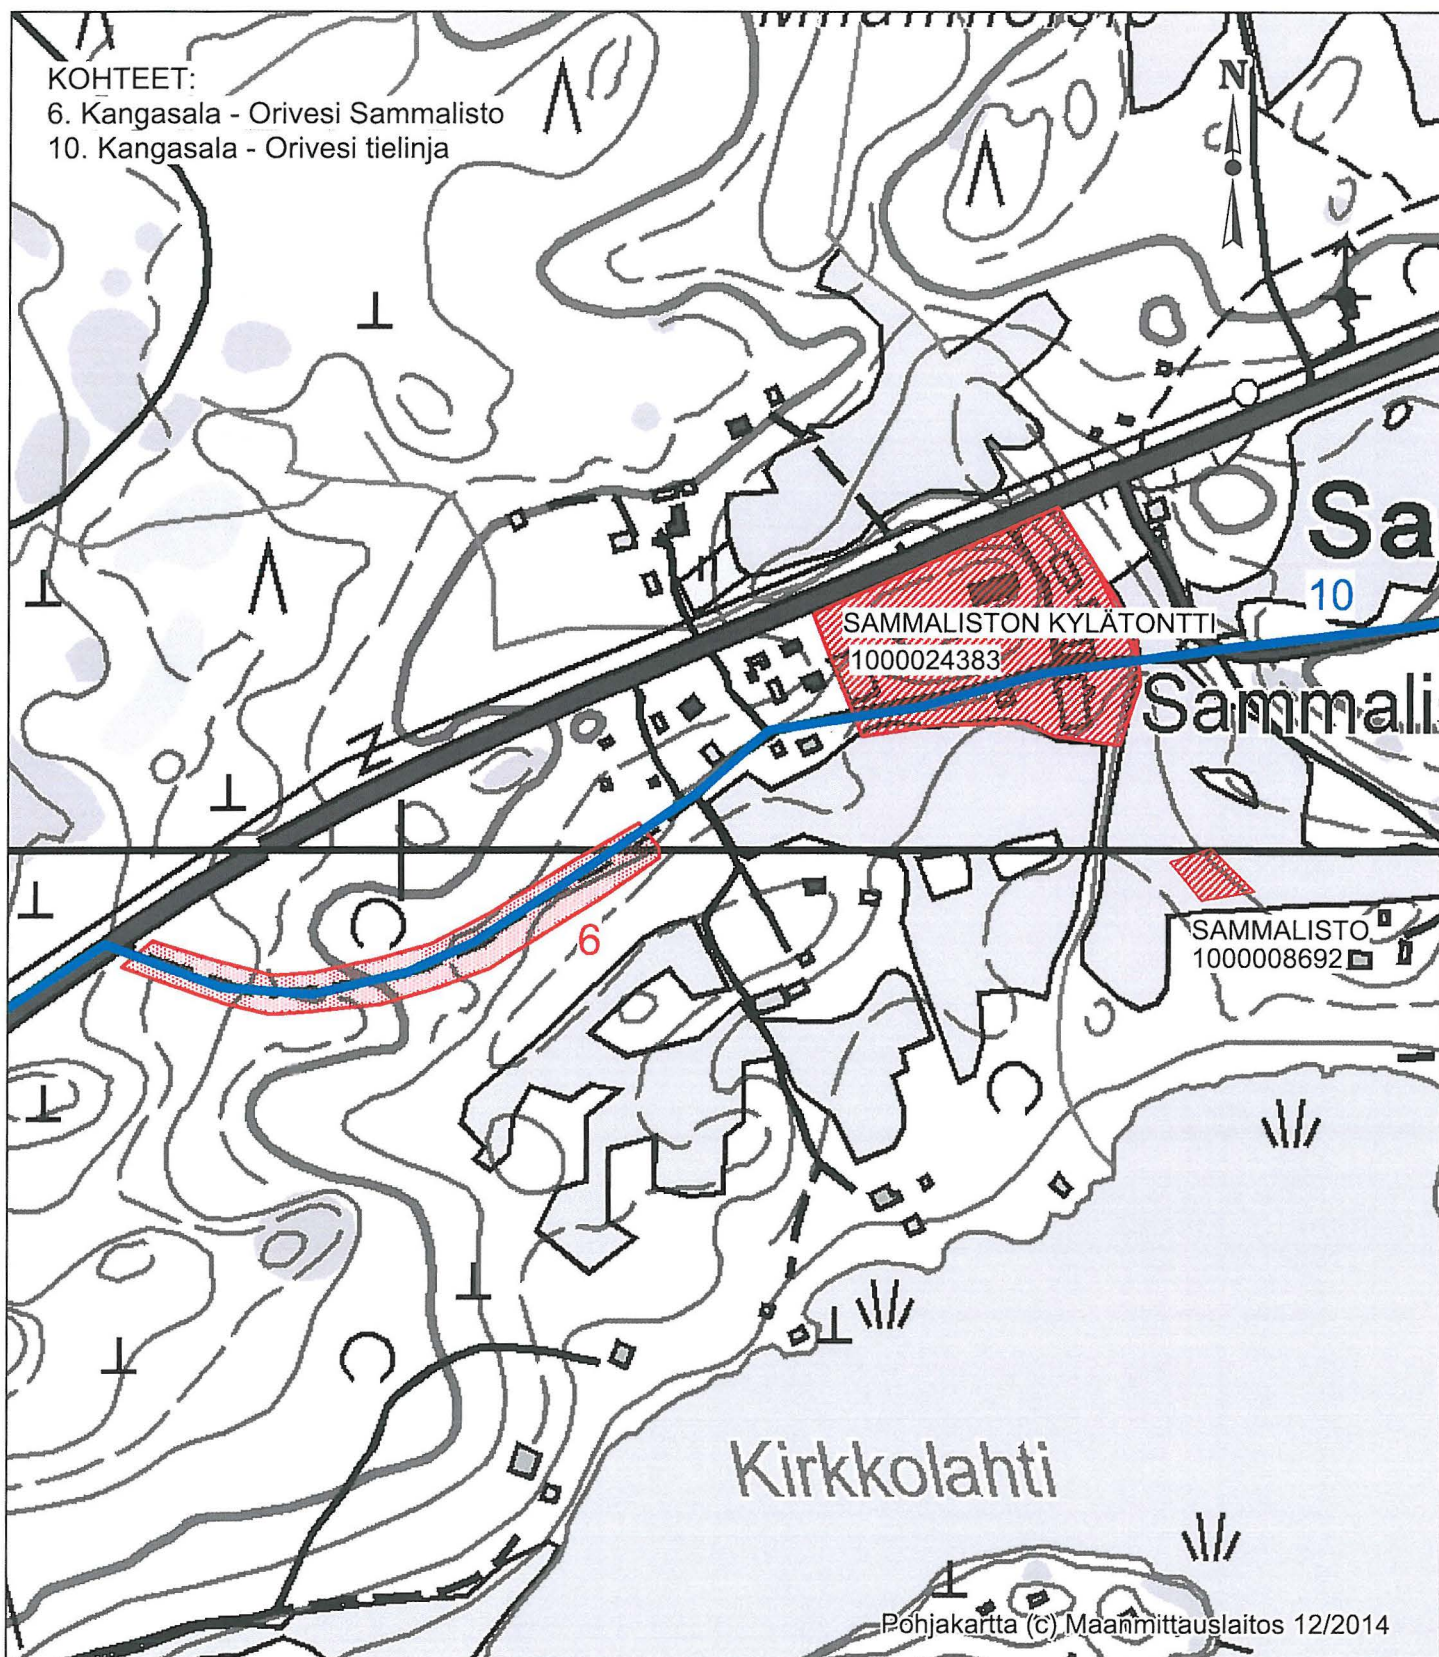 KOHTEET:
6. Kangasala - Orivesi Sammalisto
10. Kangasala - Orivesi tielinja
N
Sa
10
SAMMALISTON KYLÄTONTTI
1000024383
Sammalis
6
SAMMALISTO
1000008692
Kirkkolahti
Pohjakartta (c) Maanmittauslaitos 12/2014